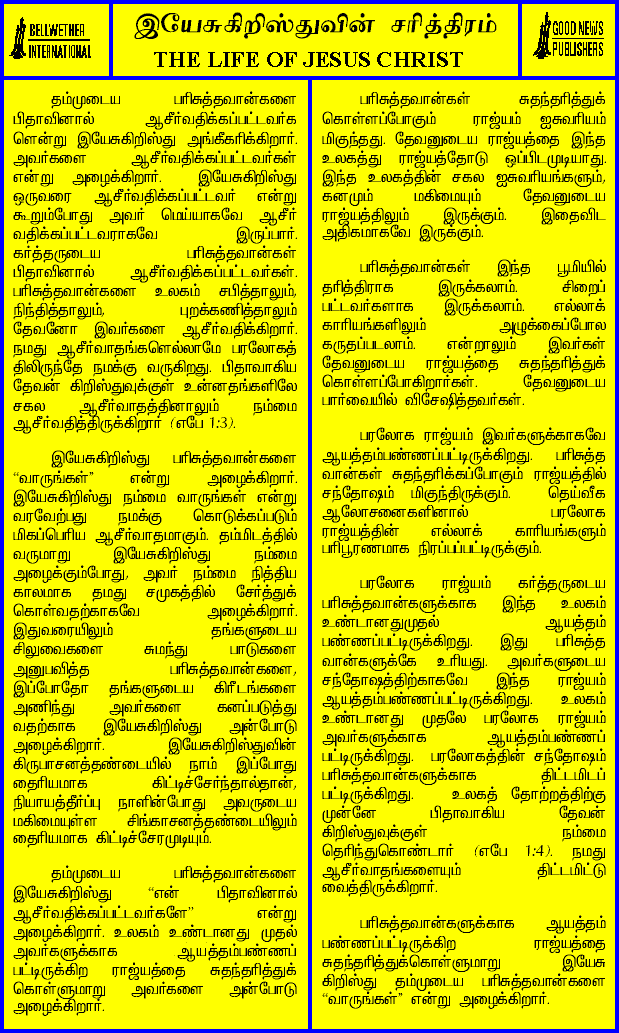 BELLWETHER
INTERNATIONAL
இயேசுகிறிஸ்துவின் சரித்திரம்
THE LIFE OF JESUS CHRIST
GOOD NEWS
PUBLISHERS
தம்முடைய பரிசுத்தவான்களை
பிதாவினால் ஆசீர்வதிக்கப்பட்டவர்க
ளென்று இயேசுகிறிஸ்து அங்கீகரிக்கிறார்.
அவர்களை ஆசீர்வதிக்கப்பட்டவர்கள்
என்று அழைக்கிறார். இயேசுகிறிஸ்து
ஒருவரை ஆசீர்வதிக்கப்பட்டவர் என்று
கூறும்போது அவர் மெய்யாகவே ஆசீர்
வதிக்கப்பட்டவராகவே இருப்பார்.
கர்த்தருடைய பரிசுத்தவான்கள்
பிதாவினால் ஆசீர்வதிக்கப்பட்டவர்கள்.
பரிசுத்தவான்களை உலகம் சபித்தாலும்,
நிந்தித்தாலும், புறக்கணித்தாலும்
தேவனோ இவர்களை ஆசீர்வதிக்கிறார்.
நமது ஆசீர்வாதங்களெல்லாமே பரலோகத்
திலிருந்தே நமக்கு வருகிறது. பிதாவாகிய
தேவன் கிறிஸ்துவுக்குள் உன்னதங்களிலே
சகல ஆசீர்வாதத்தினாலும் நம்மை
ஆசீர்வதித்திருக்கிறார் (எபே 1:3).
இயேசுகிறிஸ்து பரிசுத்தவான்களை
“வாருங்கள்” என்று அழைக்கிறார்.
இயேசுகிறிஸ்து நம்மை வாருங்கள் என்று
வரவேற்பது நமக்கு கொடுக்கப்படும்
மிகப்பெரிய ஆசீர்வாதமாகும். தம்மிடத்தில்
வருமாறு இயேசுகிறிஸ்து நம்மை
அழைக்கும்போது, அவர் நம்மை நித்திய
காலமாக தமது சமுகத்தில் சேர்த்துக்
கொள்வதற்காகவே அழைக்கிறார்.
இதுவரையிலும் தங்களுடைய
சிலுவைகளை சுமந்து பாடுகளை
அனுபவித்த பரிசுத்தவான்களை,
இப்போதோ தங்களுடைய கிரீடங்களை
அணிந்து அவர்களை கனப்படுத்து
வதற்காக இயேசுகிறிஸ்து அன்போடு
அழைக்கிறார். இயேசுகிறிஸ்துவின்
கிருபாசனத்தண்டையில் நாம் இப்போது
தைரியமாக கிட்டிச்சேர்ந்தால்தான்,
நியாயத்தீர்ப்பு நாளின்போது அவருடைய
மகிமையுள்ள சிங்காசனத்தண்டையிலும்
தைரியமாக கிட்டிச்சேரமுடியும்.
தம்முடைய பரிசுத்தவான்களை
இயேசுகிறிஸ்து “என் பிதாவினால்
ஆசீர்வதிக்கப்பட்டவர்களே” என்று
அழைக்கிறார். உலகம் உண்டானது முதல்
அவர்களுக்காக ஆயத்தம்பண்ணப்
பட்டிருக்கிற ராஜ்யத்தை சுதந்தரித்துக்
கொள்ளுமாறு அவர்களை அன்போடு
அழைக்கிறார்.
பரிசுத்தவான்கள் சுதந்தரித்துக்
கொள்ளப்போகும் ராஜ்யம் ஐசுவரியம்
மிகுந்தது. தேவனுடைய ராஜ்யத்தை இந்த
உலகத்து ராஜ்யத்தோடு ஒப்பிடமுடியாது.
இந்த உலகத்தின் சகல ஐசுவரியங்களும்,
கனமும் மகிமையும் தேவனுடைய
ராஜ்யத்திலும் இருக்கும். இதைவிட
அதிகமாகவே இருக்கும்.
பரிசுத்தவான்கள் இந்த பூமியில்
தரித்திராக இருக்கலாம். சிறைப்
பட்டவர்களாக இருக்கலாம். எல்லாக்
காரியங்களிலும் அழுக்கைப்போல
கருதப்படலாம். என்றாலும் இவர்கள்
தேவனுடைய ராஜ்யத்தை சுதந்தரித்துக்
கொள்ளப்போகிறார்கள். தேவனுடைய
பார்வையில் விசேஷித்தவர்கள்.
பரலோக ராஜ்யம் இவர்களுக்காகவே
ஆயத்தம்பண்ணப்பட்டிருக்கிறது. பரிசுத்த
வான்கள் சுதந்தரிக்கப்போகும் ராஜ்யத்தில்
சந்தோஷம் மிகுந்திருக்கும். தெய்வீக
ஆலோசனைகளினால் பரலோக
ராஜ்யத்தின் எல்லாக் காரியங்களும்
பரிபூரணமாக நிரப்பப்பட்டிருக்கும்.
பரலோக ராஜ்யம் கர்த்தருடைய
பரிசுத்தவான்களுக்காக இந்த உலகம்
உண்டானதுமுதல் ஆயத்தம்
பண்ணப்பட்டிருக்கிறது. இது பரிசுத்த
வான்களுக்கே உரியது. அவர்களுடைய
சந்தோஷத்திற்காகவே இந்த ராஜ்யம்
ஆயத்தம்பண்ணப்பட்டிருக்கிறது. உலகம்
உண்டானது முதலே பரலோக ராஜ்யம்
அவர்களுக்காக ஆயத்தம்பண்ணப்
பட்டிருக்கிறது. பரலோகத்தின் சந்தோஷம்
பரிசுத்தவான்களுக்காக திட்டமிடப்
பட்டிருக்கிறது. உலகத் தோற்றத்திற்கு
முன்னே பிதாவாகிய தேவன்
கிறிஸ்துவுக்குள் நம்மை
தெரிந்துகொண்டார் (எபே 1:4). நமது
ஆசீர்வாதங்களையும் திட்டமிட்டு
வைத்திருக்கிறார்.
பரிசுத்தவான்களுக்காக ஆயத்தம்
பண்ணப்பட்டிருக்கிற ராஜ்யத்தை
சுதந்தரித்துக்கொள்ளுமாறு இயேசு
கிறிஸ்து தம்முடைய பரிசுத்தவான்களை
“வாருங்கள்” என்று அழைக்கிறார்.